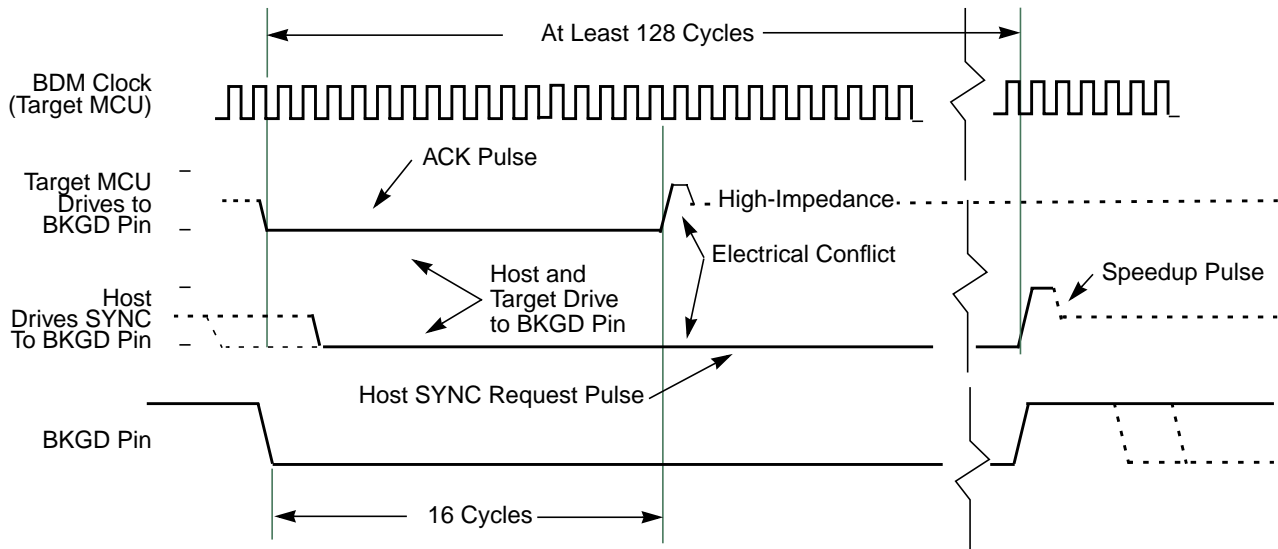 At Least 128 Cycles
BDM Clock
(Target MCU)
ACK Pulse
Target MCU
Drives to
BKGD Pin
High-Impedance
Electrical Conflict
Host and
Target Drive
to BKGD Pin
Speedup Pulse
Host
Drives SYNC
To BKGD Pin
Host SYNC Request Pulse
BKGD Pin
16 Cycles